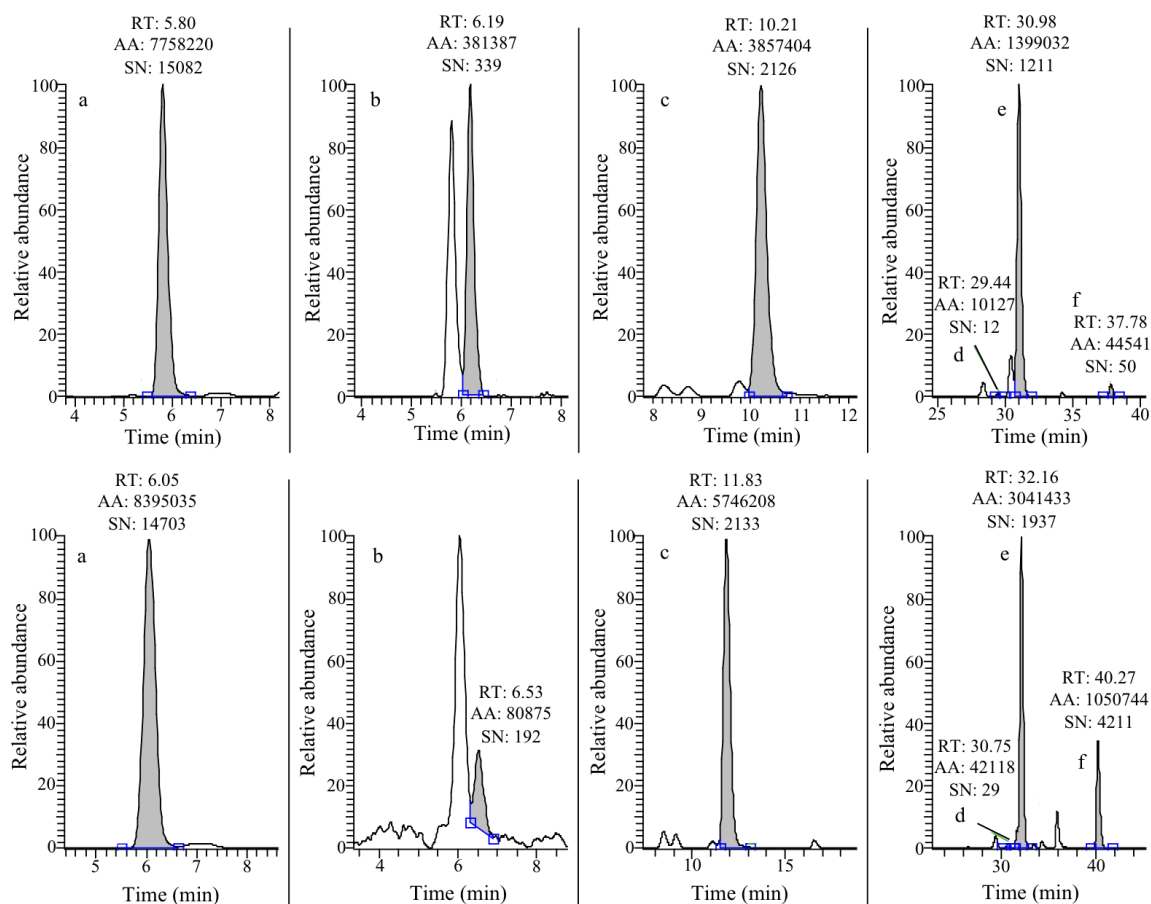 RT: 5.80
AA: 7758220
SN: 15082
a
Relative abundance
100
80
60
40
20
0
4 5 6 7 8
Time (min)
RT: 6.19
AA: 381387
SN: 339
b
Relative abundance
100
80
60
40
20
0
4 5 6 7 8
Time (min)
RT: 10.21
AA: 3857404
SN: 2126
c
Relative abundance
100
80
60
40
20
0
8 9 10 11 12
Time (min)
RT: 30.98
AA: 1399032
SN: 1211
e
RT: 29.44
AA: 10127
SN: 12
d
f
RT: 37.78
AA: 44541
SN: 50
Relative abundance
100
80
60
40
20
0
25 30 35 40
Time (min)
RT: 6.05
AA: 8395035
SN: 14703
a
Relative abundance
100
80
60
40
20
0
5 6 7 8
Time (min)
b
RT: 6.53
AA: 80875
SN: 192
Relative abundance
100
80
60
40
20
0
4 6 8
Time (min)
RT: 11.83
AA: 5746208
SN: 2133
c
Relative abundance
100
80
60
40
20
0
10 15
Time (min)
RT: 32.16
AA: 3041433
SN: 1937
e
RT: 40.27
AA: 1050744
SN: 4211
f
RT: 30.75
AA: 42118
SN: 29
d
Relative abundance
100
80
60
40
20
0
30 40
Time (min)